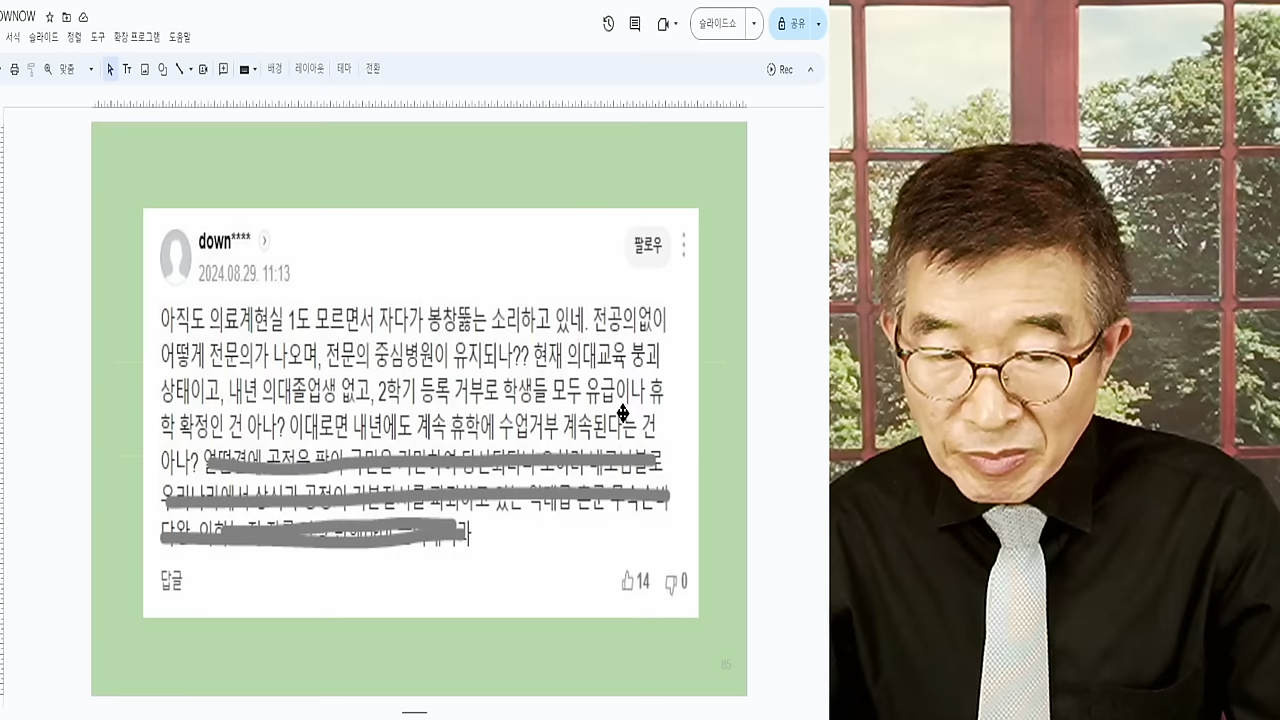 OWNOW
서식 슬라이드 정렬 도구 확장 프로그램 도움말
슬라이드쇼
공유
맞춤
Tт
배경 레이아웃 테마 전환
Rec
down****
2024.08.29. 11:13
팔로우
아직도 의료계현실 1도 모르면서 자다가 봉창뚫는 소리하고 있네. 전공의없이
어떻게 전문의가 나오며, 전문의 중심병원이 유지되나?? 현재 의대교육 붕괴
상태이고, 내년 의대졸업생 없고, 2학기 등록 거부로 학생들 모두 유급이나 휴
학 확정인 건 아나? 이대로면 내년에도 계속 휴학에 수업거부 계속된다는 건
아나?
답글
14
0
85